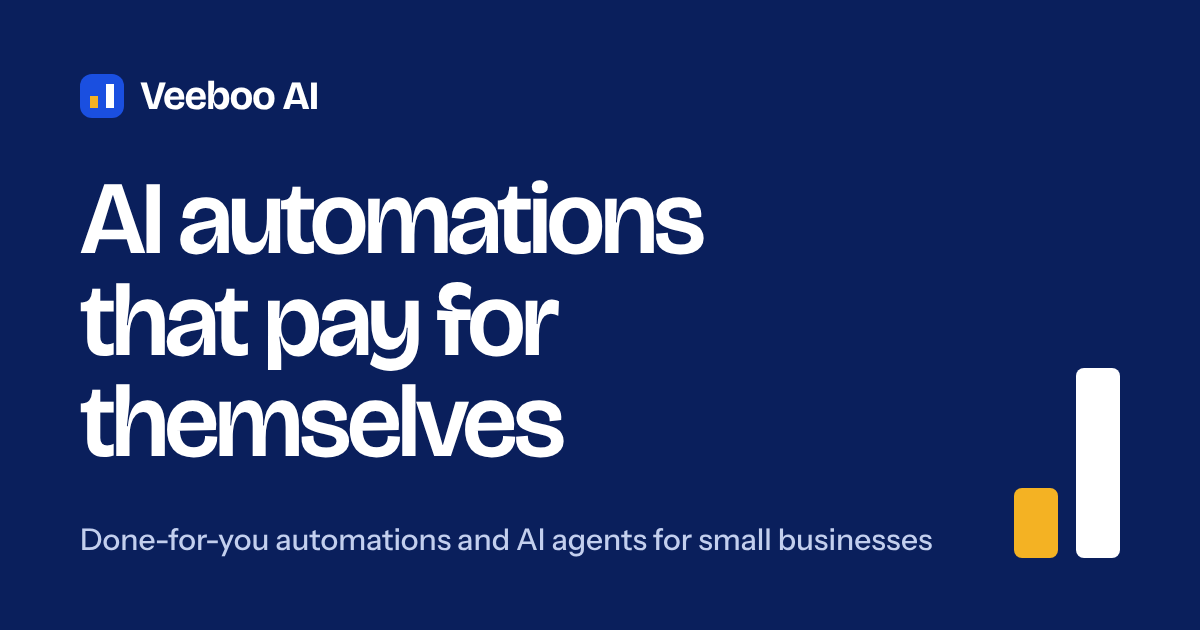 Veeboo AI
AI automations
that pay for
themselves
Done-for-you automations and AI agents for small businesses